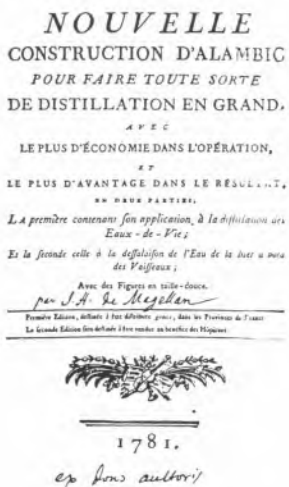 NOUVELLE
CONSTRUCTION D'ALAMBIC
POUR FAIRE TOUTE SORTE
DE DISTILLATION EN GRAND,
AVEC
LE PLUS D'ÉCONOMIE DANS L'OPÉRATION,
ET
LE PLUS D'AVANTAGE DANS LE RÉSULTAT,
EN DEUX PARTIES,
LA première contenant ſon application à la diſtillation des
Eaux-de-Vie;
Et la ſeconde celle à la deſſalaiſon de l'Eau de la mer à bord
des Vaiſſeaux;
Avec des Figures en taille-douce.
par J. H. de Magellan
Première Edition, deſtinée à être diſtribuée gratis, dans les Provinces de France
La ſeconde Edition ſera deſtinée à être vendue au bénéfice des Hôpitaux
1781.
ex dono authoris